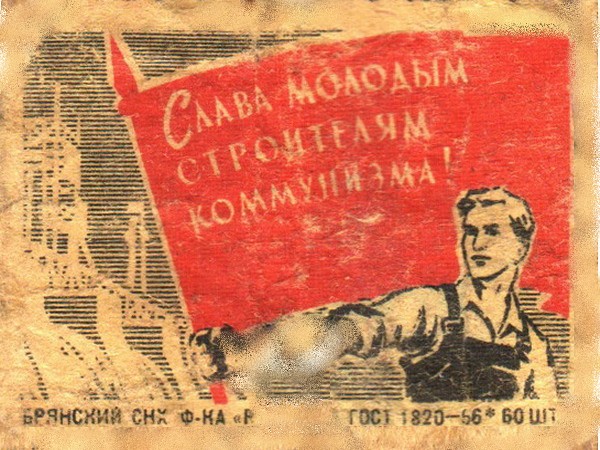 Слава молодым
строителям
коммунизма!
БРЯНСКИЙ СНХ Ф-КА ГОСТ 1820-56* 60 ШТ